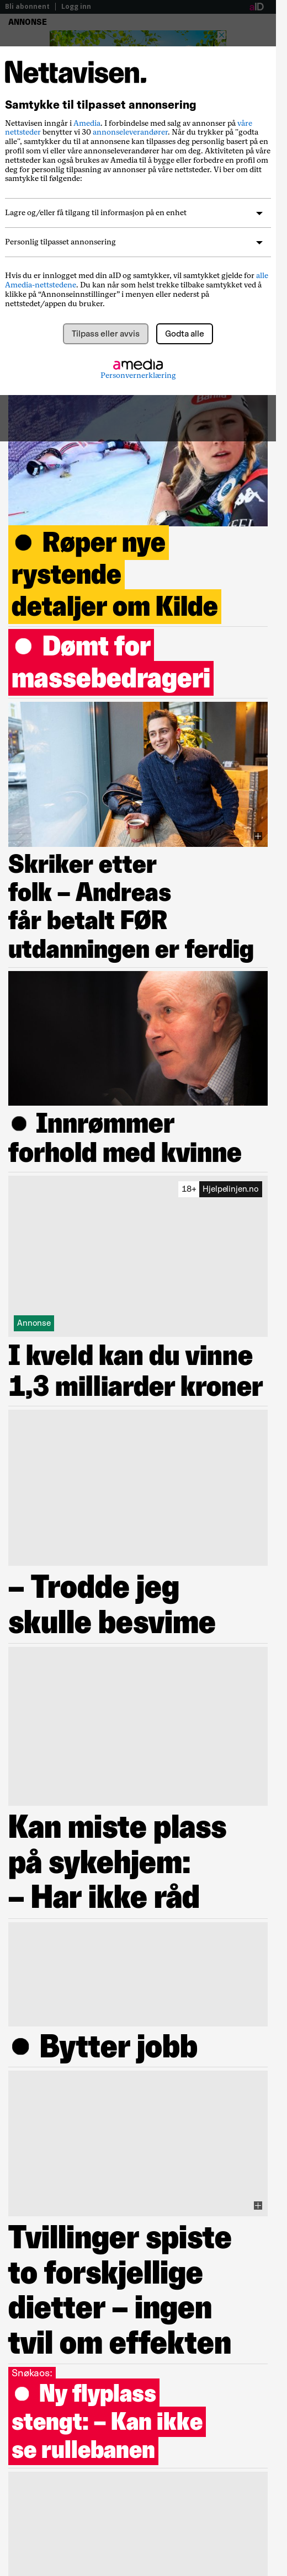 Bli abonnent
Logg inn
aID
ANNONSE
Nettavisen.
Samtykke til tilpasset annonsering
Nettavisen inngår i Amedia. I forbindelse med salg av annonser på våre
nettsteder benytter vi 30 annonseleverandører. Når du trykker på "godta
alle", samtykker du til at annonsene kan tilpasses deg personlig basert på en
profil som vi eller våre annonseleverandører har om deg. Aktiviteten på våre
nettsteder kan også brukes av Amedia til å bygge eller forbedre en profil om
deg for personlig tilpasning av annonser på våre nettsteder. Vi ber om ditt
samtykke til følgende:
Lagre og/eller få tilgang til informasjon på en enhet
Personlig tilpasset annonsering
Hvis du er innlogget med din aID og samtykker, vil samtykket gjelde for alle
Amedia-nettstedene. Du kan når som helst trekke tilbake samtykket ved å
klikke på “Annonseinnstillinger” i menyen eller nederst på
nettstedet/appen du bruker.
Tilpass eller avvis
Godta alle
amedia
Personvernerklæring
● Røper nye
rystende
detaljer om Kilde
● Dømt for
massebedrageri
Skriker etter
folk – Andreas
får betalt FØR
utdanningen er ferdig
● Innrømmer
forhold med kvinne
18+
Hjelpelinjen.no
Annonse
I kveld kan du vinne
1,3 milliarder kroner
– Trodde jeg
skulle besvime
Kan miste plass
på sykehjem:
– Har ikke råd
● Bytter jobb
Tvillinger spiste
to forskjellige
dietter – ingen
tvil om effekten
Snøkaos:
● Ny flyplass
stengt: – Kan ikke
se rullebanen